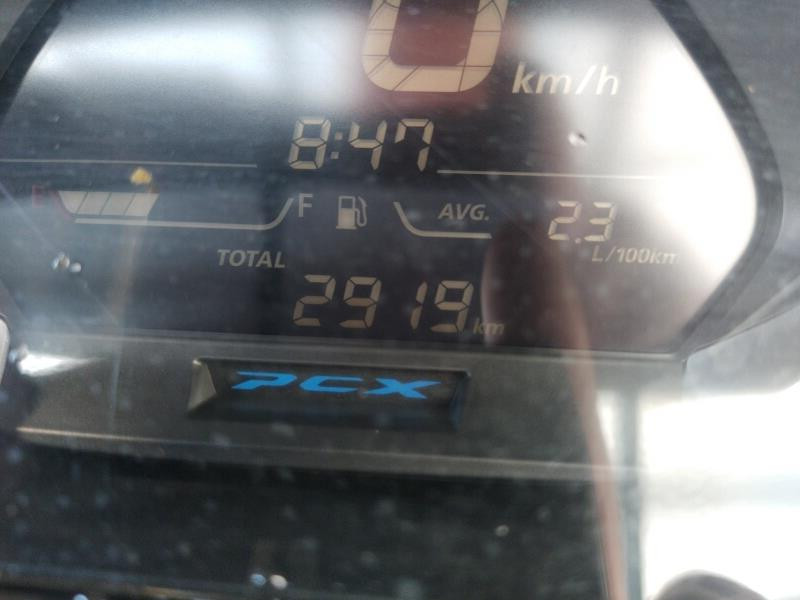 0 km/h
8:47
E F AVG. 2.3
L/100km
TOTAL
2919 km
PCX